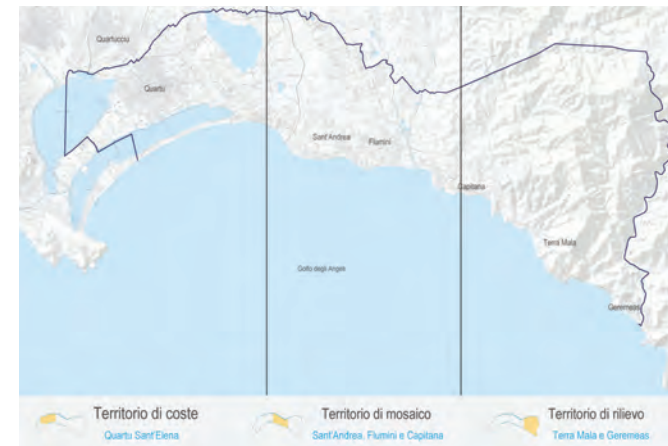 Quartucciu
Quartu
Sant'Andrea
Flumini
Capitana
Terra Mala
Golfo degli Angeli
Geremeas
Territorio di coste
Quartu Sant'Elena
Territorio di mosaico
Sant'Andrea, Flumini e Capitana
Territorio di rilievo
Terra Mala e Geremeas